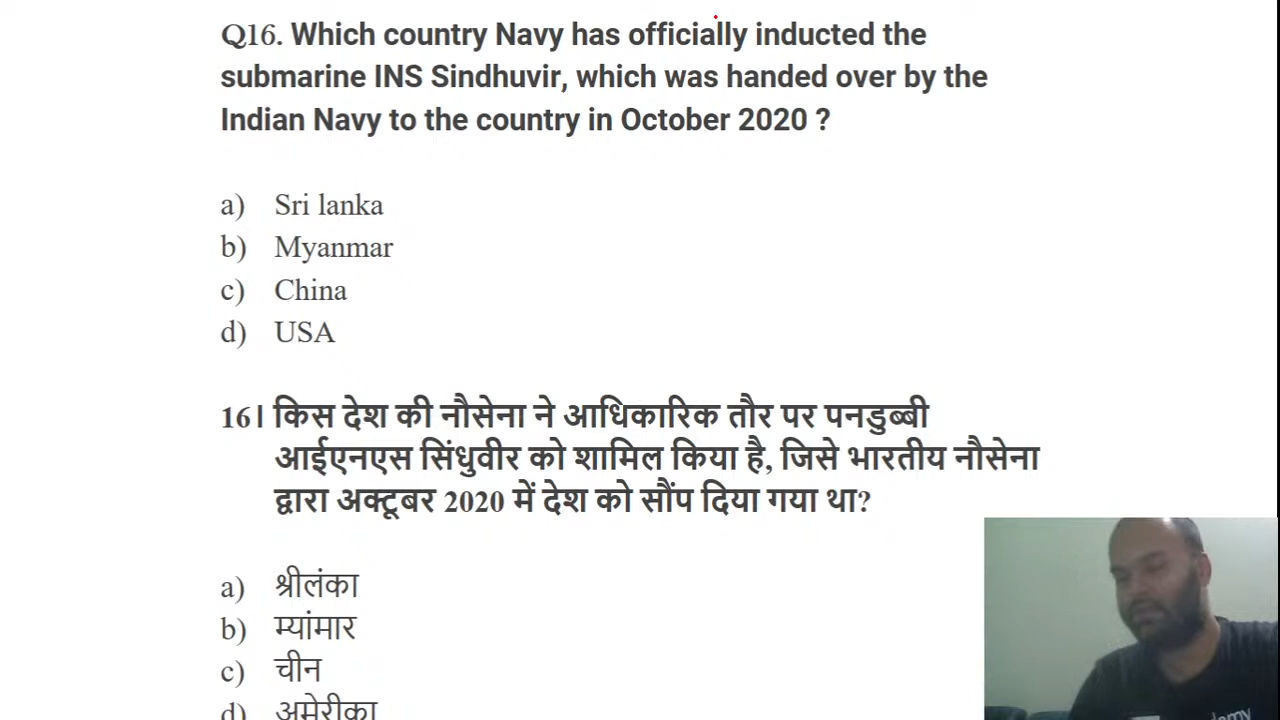 Q16. Which country Navy has officially inducted the
submarine INS Sindhuvir, which was handed over by the
Indian Navy to the country in October 2020 ?
a) Sri lanka
b) Myanmar
c) China
d) USA
16। किस देश की नौसेना ने आधिकारिक तौर पर पनडुब्बी
आईएनएस सिंधुवीर को शामिल किया है, जिसे भारतीय नौसेना
द्वारा अक्टूबर 2020 में देश को सौंप दिया गया था?
a) श्रीलंका
b) म्यांमार
c) चीन
d) अमेरीका